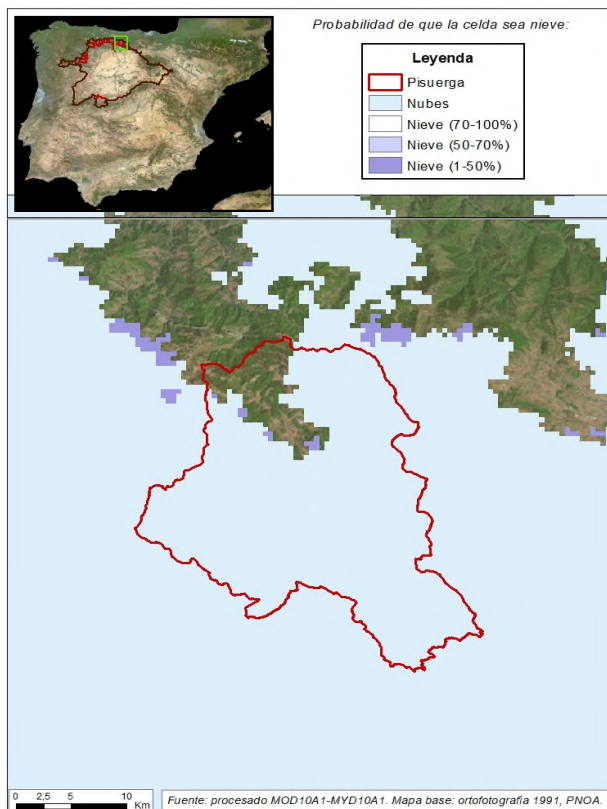 Probabilidad de que la celda sea nieve:
Leyenda
Pisuerga
Nubes
Nieve (70-100%)
Nieve (50-70%)
Nieve (1-50%)
0 2,5 5 10
Km
Fuente: procesado MOD10A1-MYD10A1. Mapa base: ortofotografia 1991, PNOA